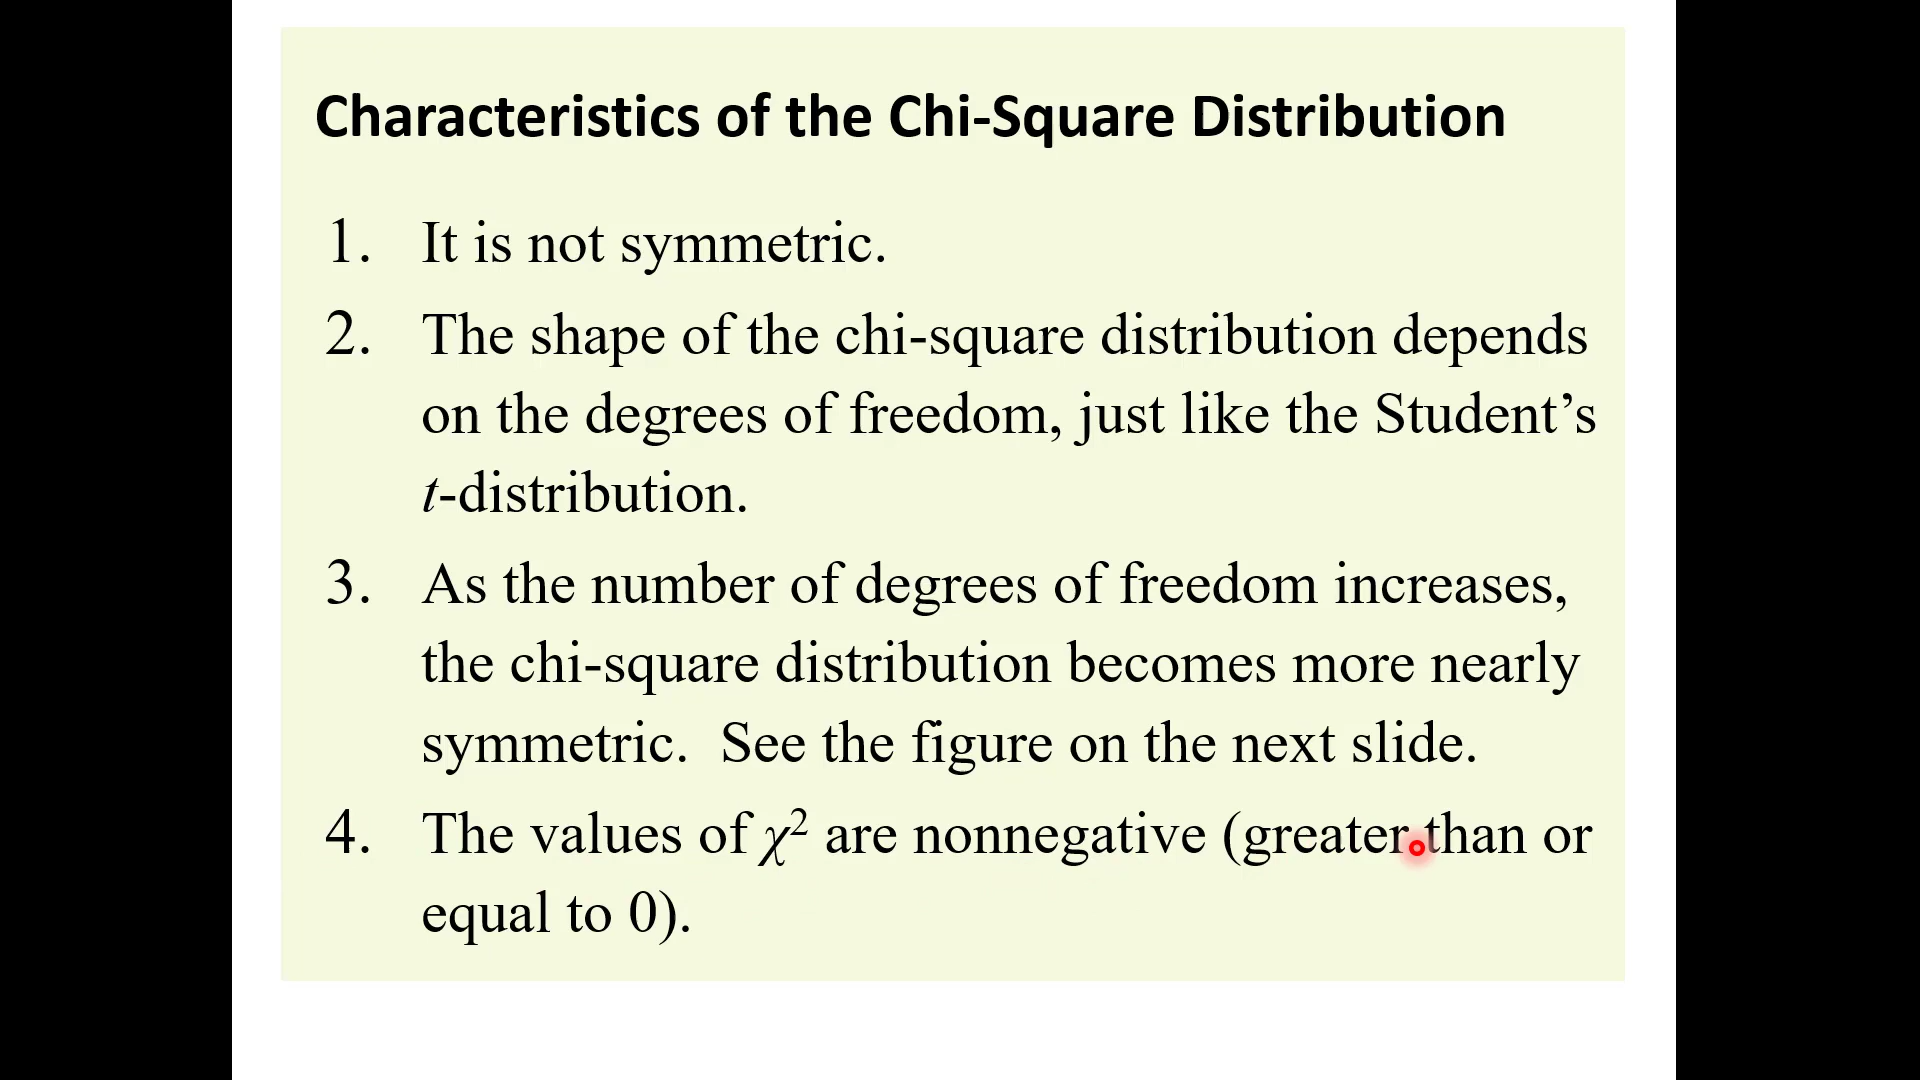 Characteristics of the Chi-Square Distribution
1. It is not symmetric.
2. The shape of the chi-square distribution depends
on the degrees of freedom, just like the Student’s
t-distribution.
3. As the number of degrees of freedom increases,
the chi-square distribution becomes more nearly
symmetric. See the figure on the next slide.
4. The values of χ² are nonnegative (greater than or
equal to 0).